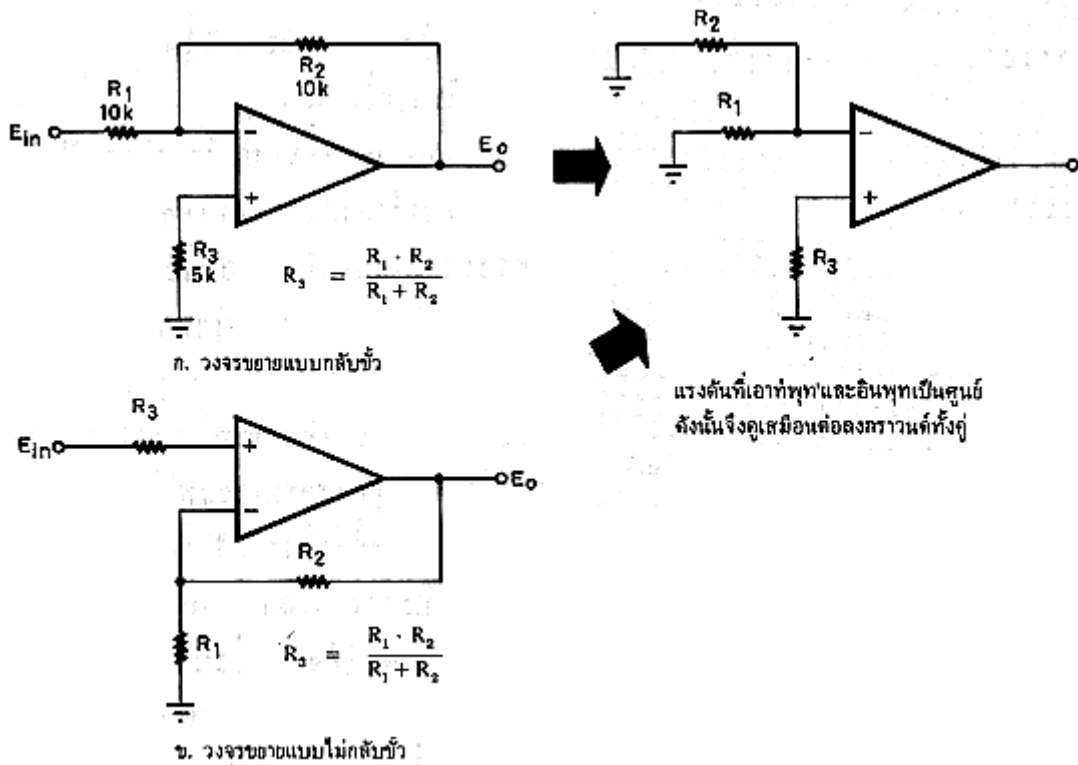 R2
10k
R1
10k
Ein
Eo
−
+
R3
5k
R3 = R1 · R2
R1 + R2
ก. วงจรขยายแบบกลับขั้ว
R2
R1
−
+
R3
แรงดันที่เอาท์พุทและอินพุทเป็นศูนย์
ดังนั้นจึงดูเสมือนต่อลงกราวนด์ทั้งคู่
R3
Ein
+
−
Eo
R2
R1
R3 = R1 · R2
R1 + R2
ข. วงจรขยายแบบไม่กลับขั้ว